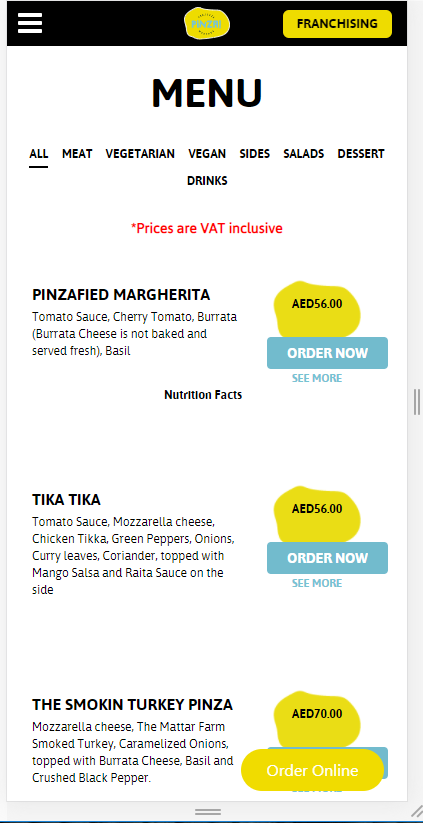 PINZA!
FRANCHISING
MENU
ALL MEAT VEGETARIAN VEGAN SIDES SALADS DESSERT
DRINKS
*Prices are VAT inclusive
PINZAFIED MARGHERITA
Tomato Sauce, Cherry Tomato, Burrata
(Burrata Cheese is not baked and
served fresh), Basil
AED56.00
ORDER NOW
SEE MORE
Nutrition Facts
TIKA TIKA
Tomato Sauce, Mozzarella cheese,
Chicken Tikka, Green Peppers, Onions,
Curry leaves, Coriander, topped with
Mango Salsa and Raita Sauce on the
side
AED56.00
ORDER NOW
SEE MORE
THE SMOKIN TURKEY PINZA
Mozzarella cheese, The Mattar Farm
Smoked Turkey, Caramelized Onions,
topped with Burrata Cheese, Basil and
Crushed Black Pepper.
AED70.00
Order Online
SEE MORE